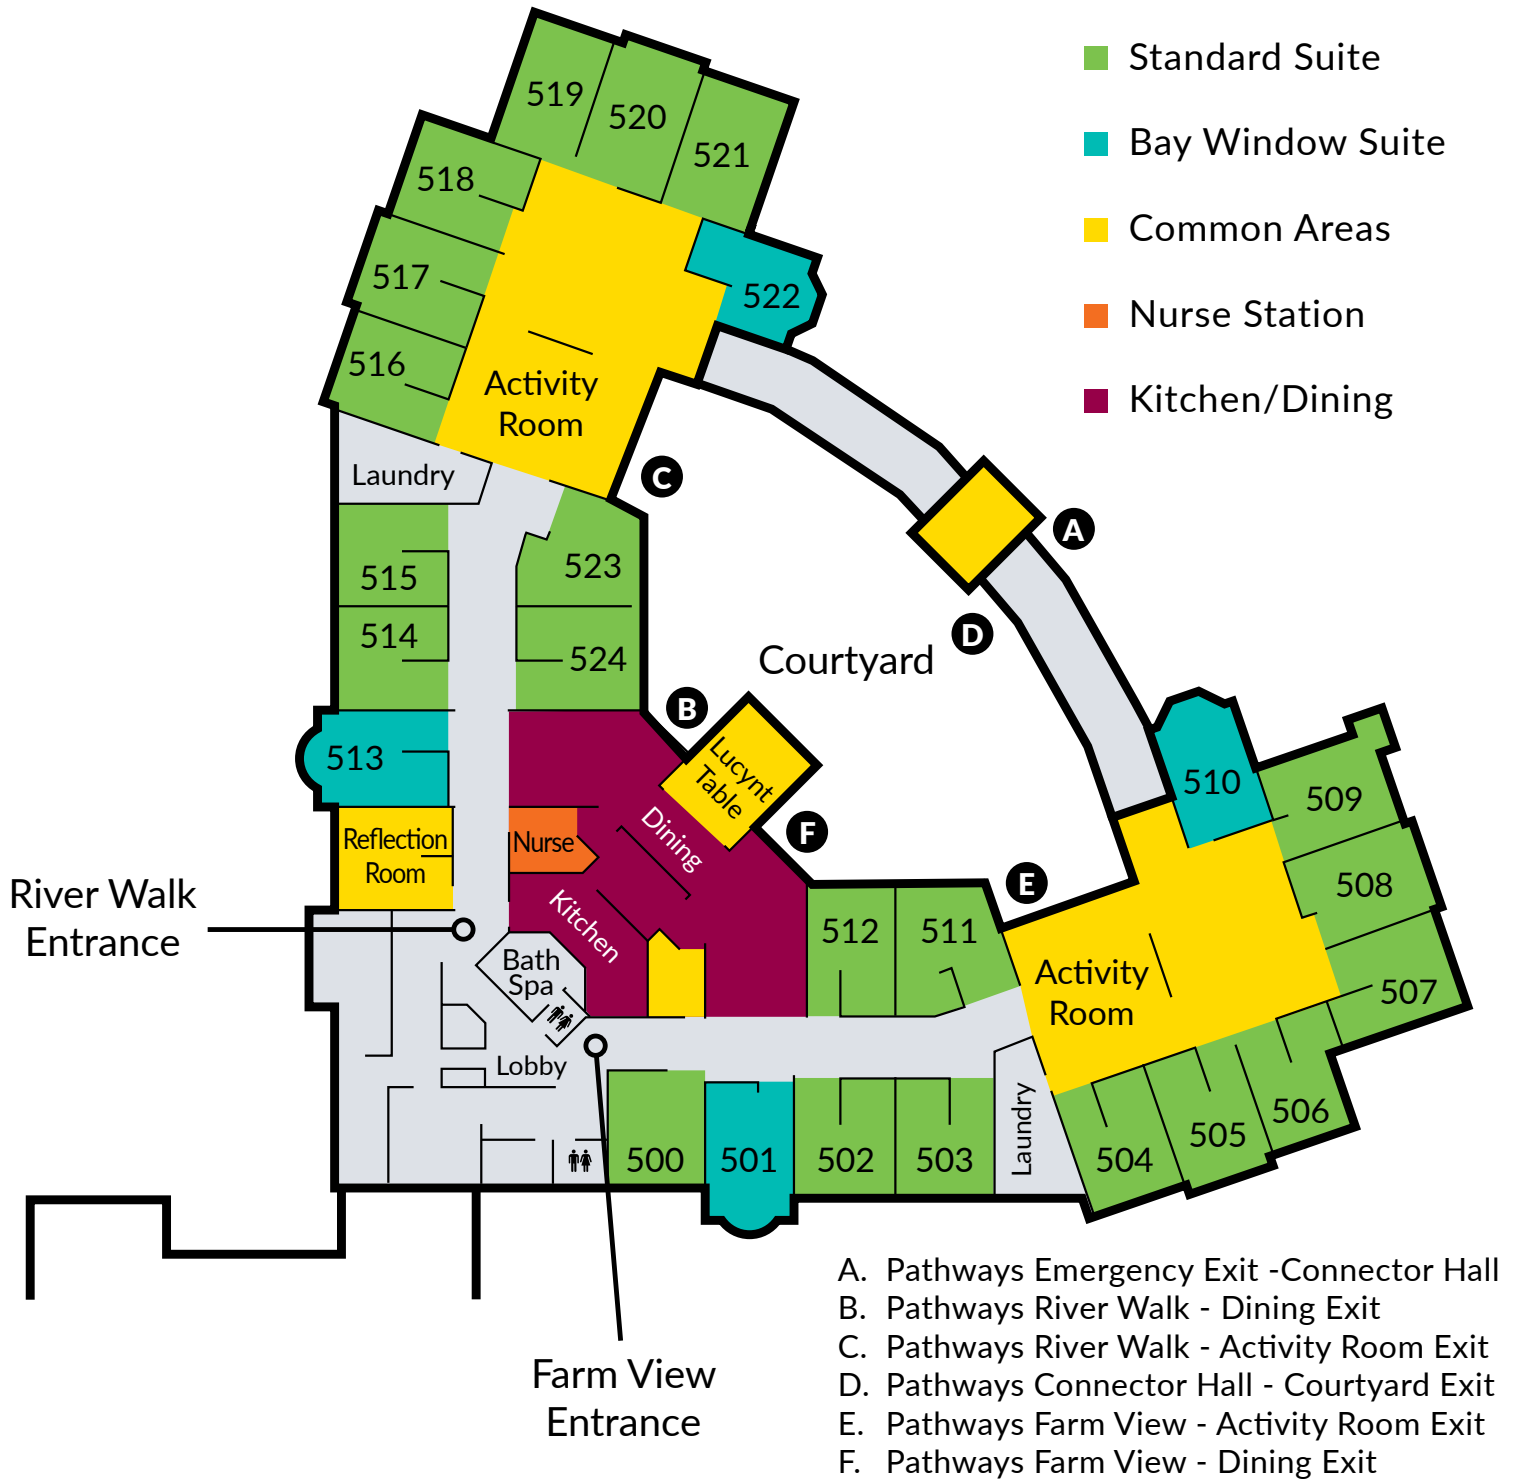 Standard Suite
Bay Window Suite
Common Areas
Nurse Station
Kitchen/Dining
519
520
521
518
517
522
516
Activity
Room
C
Laundry
A
515
523
D
514
524
Courtyard
B
513
Lucynt
Table
510
509
F
Reflection
Room
Nurse
Dining
E
508
River Walk
Entrance
Kitchen
512
511
Bath
Spa
Activity
Room
507
Lobby
Laundry
506
505
504
500
501
502
503
Farm View
Entrance
A. Pathways Emergency Exit -Connector Hall
B. Pathways River Walk - Dining Exit
C. Pathways River Walk - Activity Room Exit
D. Pathways Connector Hall - Courtyard Exit
E. Pathways Farm View - Activity Room Exit
F. Pathways Farm View - Dining Exit